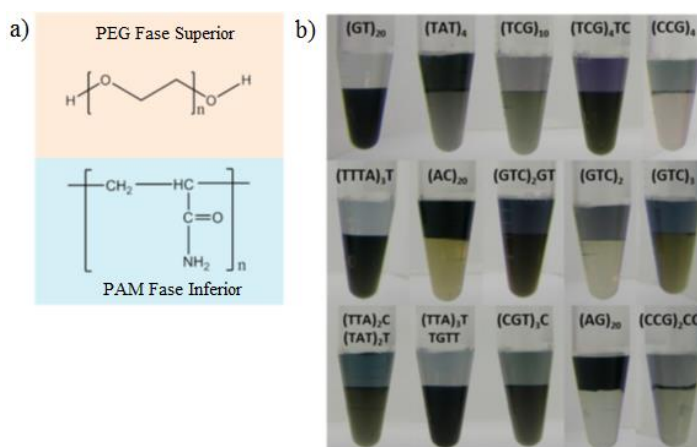 a)
PEG Fase Superior
H
O
n
O
H
CH₂
HC
C=O
NH₂
n
PAM Fase Inferior
b)
(GT)₂₀
(TAT)₄
(TCG)₁₀
(TCG)₄TC
(CCG)₄
(TTTA)₃T
(AC)₂₀
(GTC)₂GT
(GTC)₂
(GTC)₃
(TTA)₂C
(TAT)₂T
(TTA)₃T
TGTT
(CGT)₃C
(AG)₂₀
(CCG)₂CC